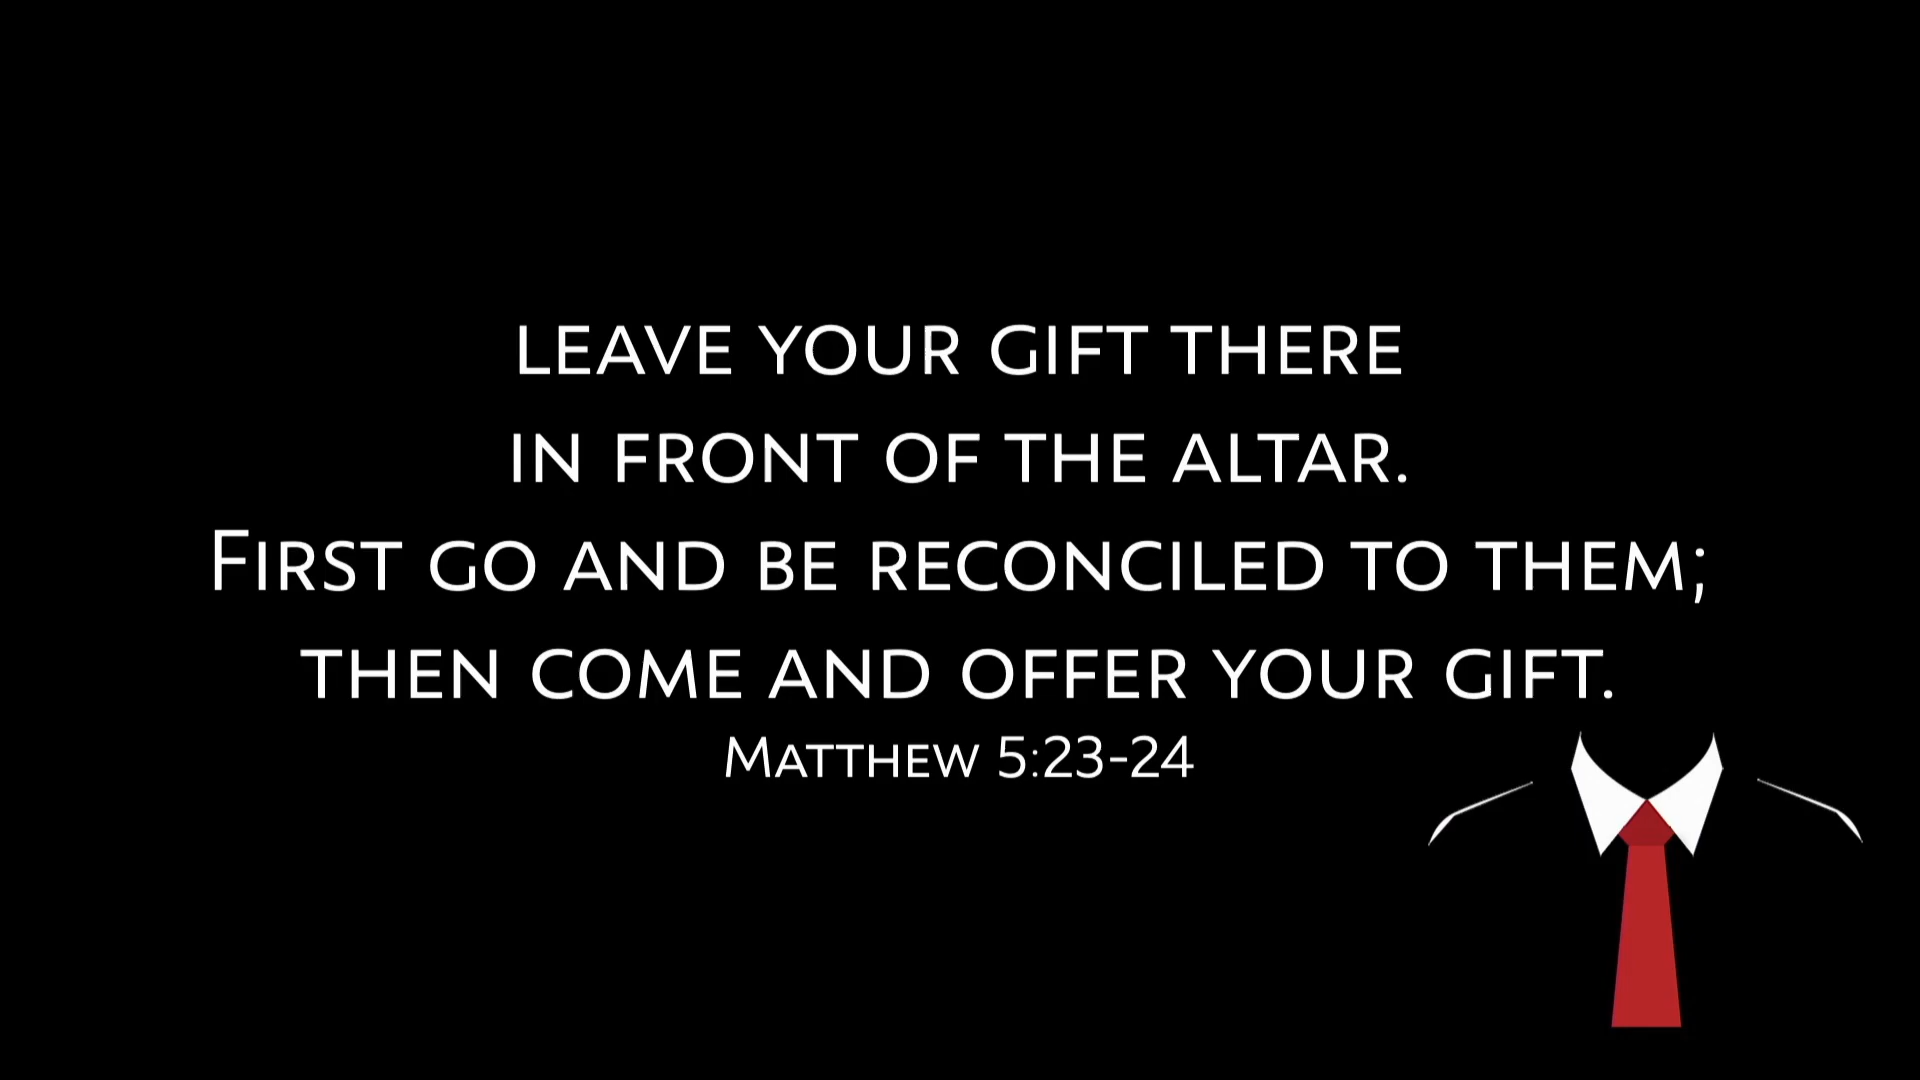 leave your gift there
in front of the altar.
First go and be reconciled to them;
then come and offer your gift.
Matthew 5:23-24